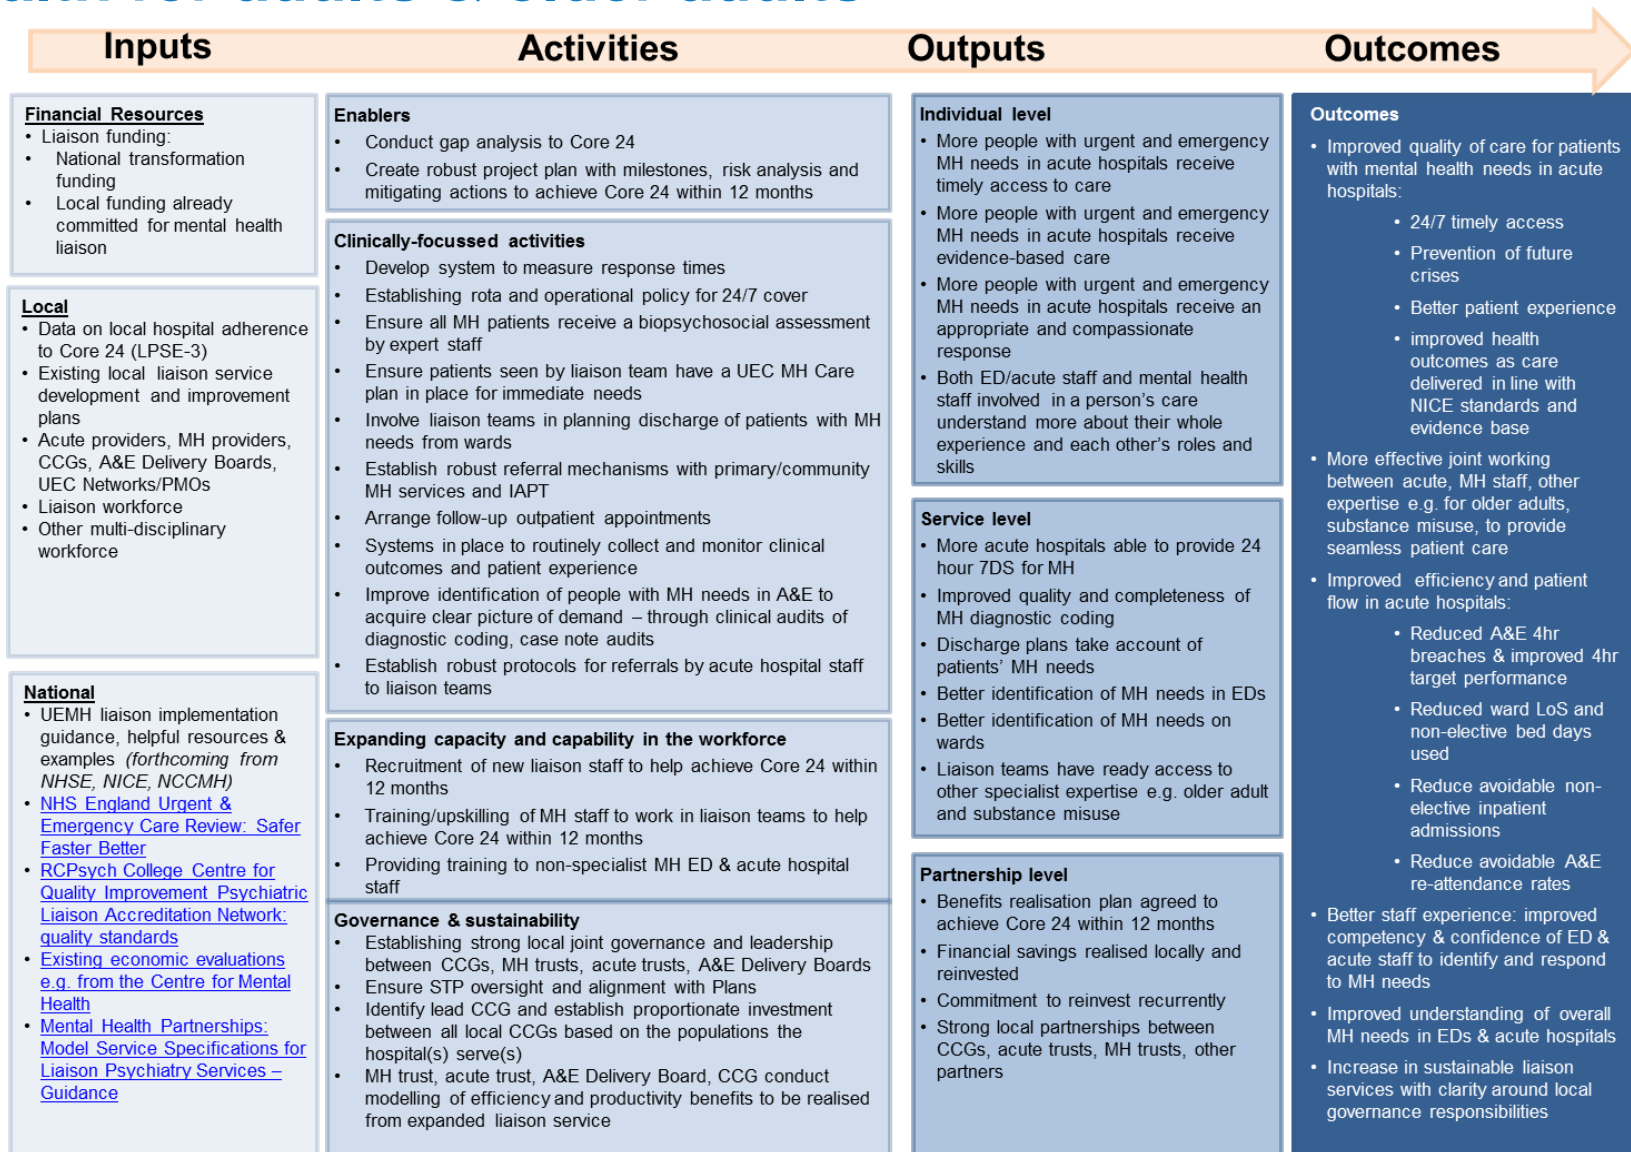 for adults & older adults
Inputs
Activities
Outputs
Outcomes
Financial Resources
• Liaison funding:
• National transformation
funding
• Local funding already
committed for mental health
liaison
Local
• Data on local hospital adherence
to Core 24 (LPSE-3)
• Existing local liaison service
development and improvement
plans
• Acute providers, MH providers,
CCGs, A&E Delivery Boards,
UEC Networks/PMOs
• Liaison workforce
• Other multi-disciplinary
workforce
National
• UEMH liaison implementation
guidance, helpful resources &
examples (forthcoming from
NHSE, NICE, NCCMH)
• NHS England Urgent &
Emergency Care Review: Safer
Faster Better
• RCPsych College Centre for
Quality Improvement Psychiatric
Liaison Accreditation Network:
quality standards
• Existing economic evaluations
e.g. from the Centre for Mental
Health
• Mental Health Partnerships:
Model Service Specifications for
Liaison Psychiatry Services –
Guidance
Enablers
• Conduct gap analysis to Core 24
• Create robust project plan with milestones, risk analysis and
mitigating actions to achieve Core 24 within 12 months
Clinically-focussed activities
• Develop system to measure response times
• Establishing rota and operational policy for 24/7 cover
• Ensure all MH patients receive a biopsychosocial assessment
by expert staff
• Ensure patients seen by liaison team have a UEC MH Care
plan in place for immediate needs
• Involve liaison teams in planning discharge of patients with MH
needs from wards
• Establish robust referral mechanisms with primary/community
MH services and IAPT
• Arrange follow-up outpatient appointments
• Systems in place to routinely collect and monitor clinical
outcomes and patient experience
• Improve identification of people with MH needs in A&E to
acquire clear picture of demand – through clinical audits of
diagnostic coding, case note audits
• Establish robust protocols for referrals by acute hospital staff
to liaison teams
Expanding capacity and capability in the workforce
• Recruitment of new liaison staff to help achieve Core 24 within
12 months
• Training/upskilling of MH staff to work in liaison teams to help
achieve Core 24 within 12 months
• Providing training to non-specialist MH ED & acute hospital
staff
Governance & sustainability
• Establishing strong local joint governance and leadership
between CCGs, MH trusts, acute trusts, A&E Delivery Boards
• Ensure STP oversight and alignment with Plans
• Identify lead CCG and establish proportionate investment
between all local CCGs based on the populations the
hospital(s) serve(s)
• MH trust, acute trust, A&E Delivery Board, CCG conduct
modelling of efficiency and productivity benefits to be realised
from expanded liaison service
Individual level
• More people with urgent and emergency
MH needs in acute hospitals receive
timely access to care
• More people with urgent and emergency
MH needs in acute hospitals receive
evidence-based care
• More people with urgent and emergency
MH needs in acute hospitals receive an
appropriate and compassionate
response
• Both ED/acute staff and mental health
staff involved in a person's care
understand more about their whole
experience and each other's roles and
skills
Service level
• More acute hospitals able to provide 24
hour 7DS for MH
• Improved quality and completeness of
MH diagnostic coding
• Discharge plans take account of
patients' MH needs
• Better identification of MH needs in EDs
• Better identification of MH needs on
wards
• Liaison teams have ready access to
other specialist expertise e.g. older adult
and substance misuse
Partnership level
• Benefits realisation plan agreed to
achieve Core 24 within 12 months
• Financial savings realised locally and
reinvested
• Commitment to reinvest recurrently
• Strong local partnerships between
CCGs, acute trusts, MH trusts, other
partners
Outcomes
• Improved quality of care for patients
with mental health needs in acute
hospitals:
• 24/7 timely access
• Prevention of future
crises
• Better patient experience
• improved health
outcomes as care
delivered in line with
NICE standards and
evidence base
• More effective joint working
between acute, MH staff, other
expertise e.g. for older adults,
substance misuse, to provide
seamless patient care
• Improved efficiency and patient
flow in acute hospitals:
• Reduced A&E 4hr
breaches & improved 4hr
target performance
• Reduced ward LoS and
non-elective bed days
used
• Reduce avoidable non-
elective inpatient
admissions
• Reduce avoidable A&E
re-attendance rates
• Better staff experience: improved
competency & confidence of ED &
acute staff to identify and respond
to MH needs
• Improved understanding of overall
MH needs in EDs & acute hospitals
• Increase in sustainable liaison
services with clarity around local
governance responsibilities